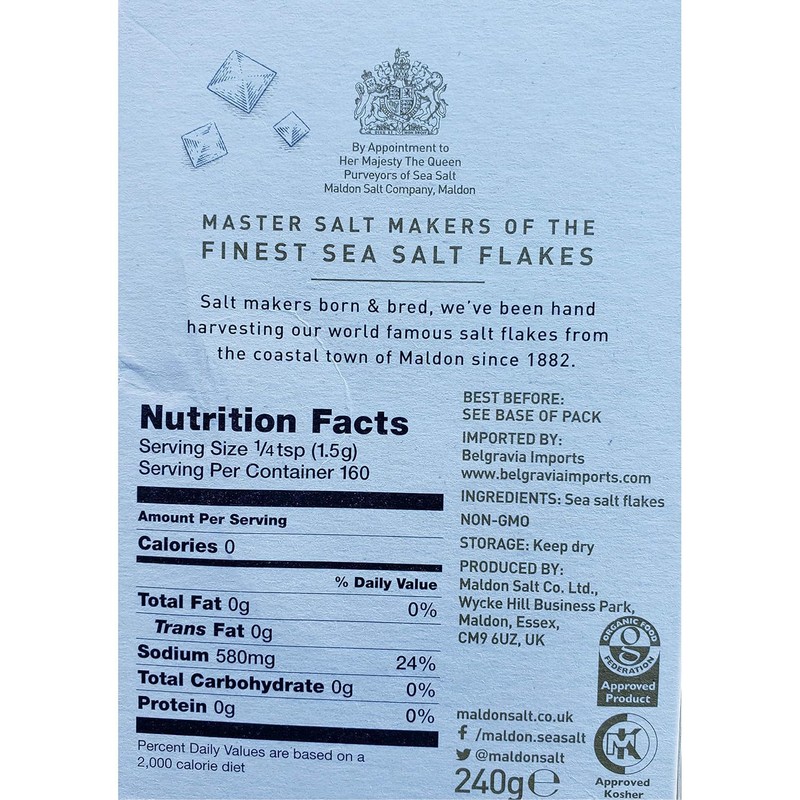 By Appointment to
Her Majesty The Queen
Purveyors of Sea Salt
Maldon Salt Company, Maldon
MASTER SALT MAKERS OF THE
FINEST SEA SALT FLAKES
Salt makers born & bred, we've been hand
harvesting our world famous salt flakes from
the coastal town of Maldon since 1882.
Nutrition Facts
Serving Size 1/4 tsp (1.5g)
Serving Per Container 160
Amount Per Serving
Calories 0
% Daily Value
Total Fat 0g 0%
Trans Fat 0g
Sodium 580mg 24%
Total Carbohydrate 0g 0%
Protein 0g 0%
Percent Daily Values are based on a
2,000 calorie diet
BEST BEFORE:
SEE BASE OF PACK
IMPORTED BY:
Belgravia Imports
www.belgraviaimports.com
INGREDIENTS: Sea salt flakes
NON-GMO
STORAGE: Keep dry
PRODUCED BY:
Maldon Salt Co. Ltd.,
Wycke Hill Business Park,
Maldon, Essex,
CM9 6UZ, UK
ORGANIC FOOD
FEDERATION
Approved
Product
maldonsalt.co.uk
/maldon.seasalt
@maldonsalt
240g℮
MK
Approved
Kosher